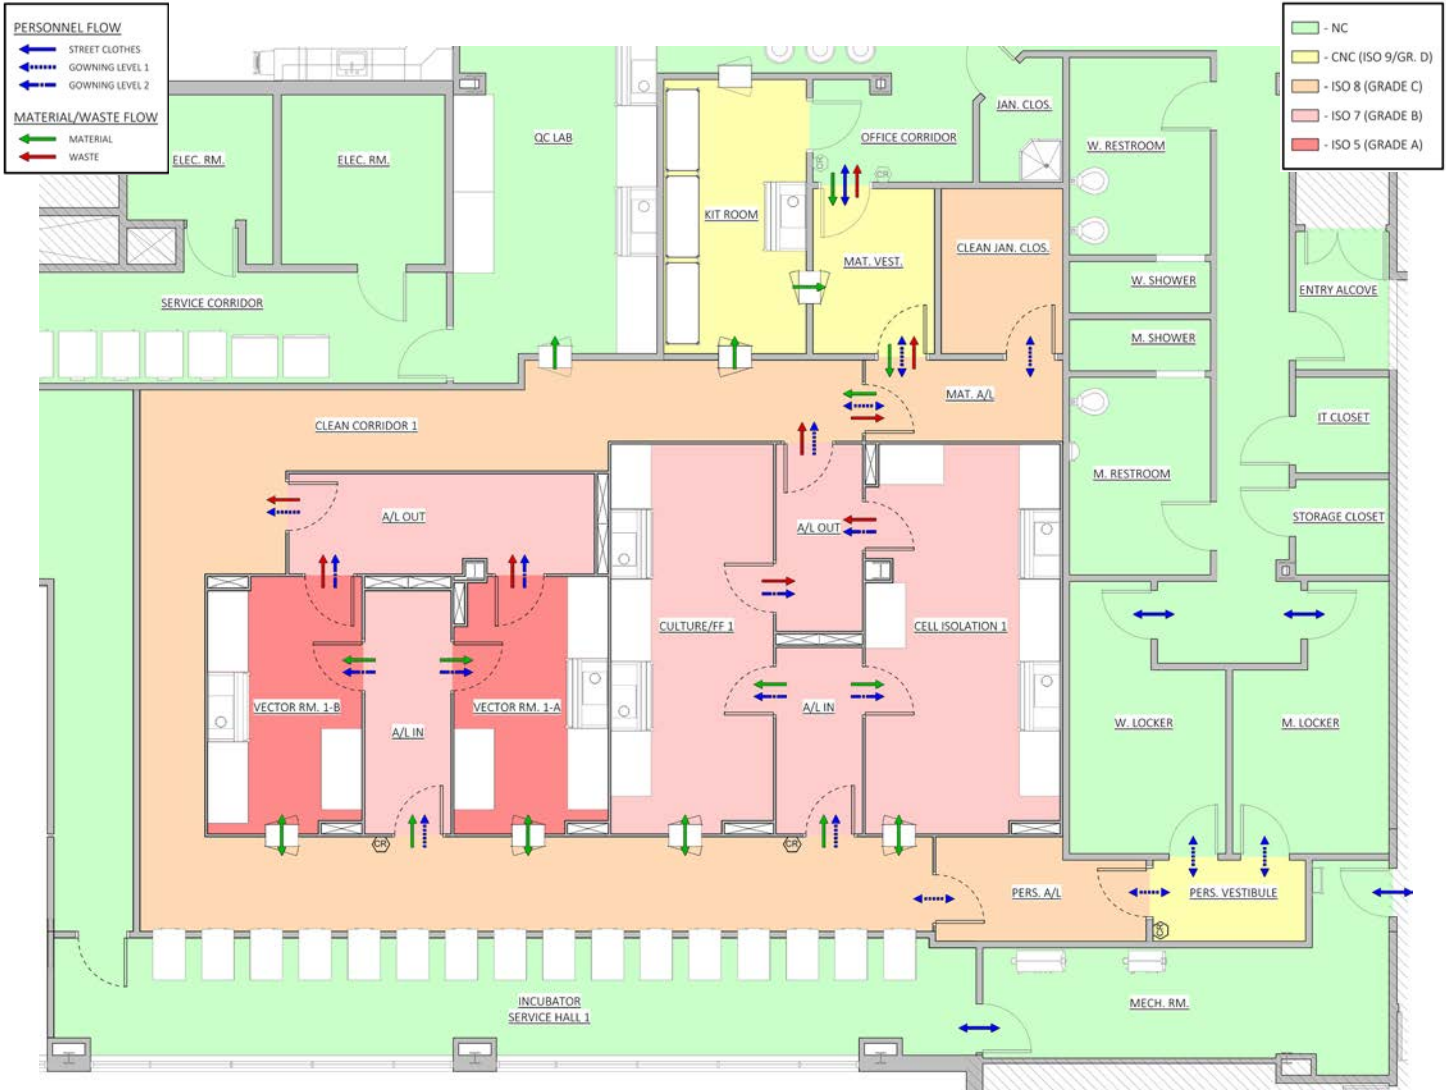 PERSONNEL FLOW
STREET CLOTHES
GOWNING LEVEL 1
GOWNING LEVEL 2
MATERIAL/WASTE FLOW
MATERIAL
WASTE
- NC
- CNC (ISO 9/GR. D)
- ISO 8 (GRADE C)
- ISO 7 (GRADE B)
- ISO 5 (GRADE A)
ELEC. RM.
ELEC. RM.
QC LAB
OFFICE CORRIDOR
JAN. CLOS.
W. RESTROOM
CR
CR
KIT ROOM
MAT. VEST.
CLEAN JAN. CLOS.
W. SHOWER
ENTRY ALCOVE
SERVICE CORRIDOR
M. SHOWER
MAT. A/L
CLEAN CORRIDOR 1
IT CLOSET
M. RESTROOM
A/L OUT
A/L OUT
STORAGE CLOSET
CULTURE/FF 1
CELL ISOLATION 1
VECTOR RM. 1-B
VECTOR RM. 1-A
A/L IN
A/L IN
W. LOCKER
M. LOCKER
CR
CR
PERS. A/L
PERS. VESTIBULE
CR
INCUBATOR
SERVICE HALL 1
MECH. RM.